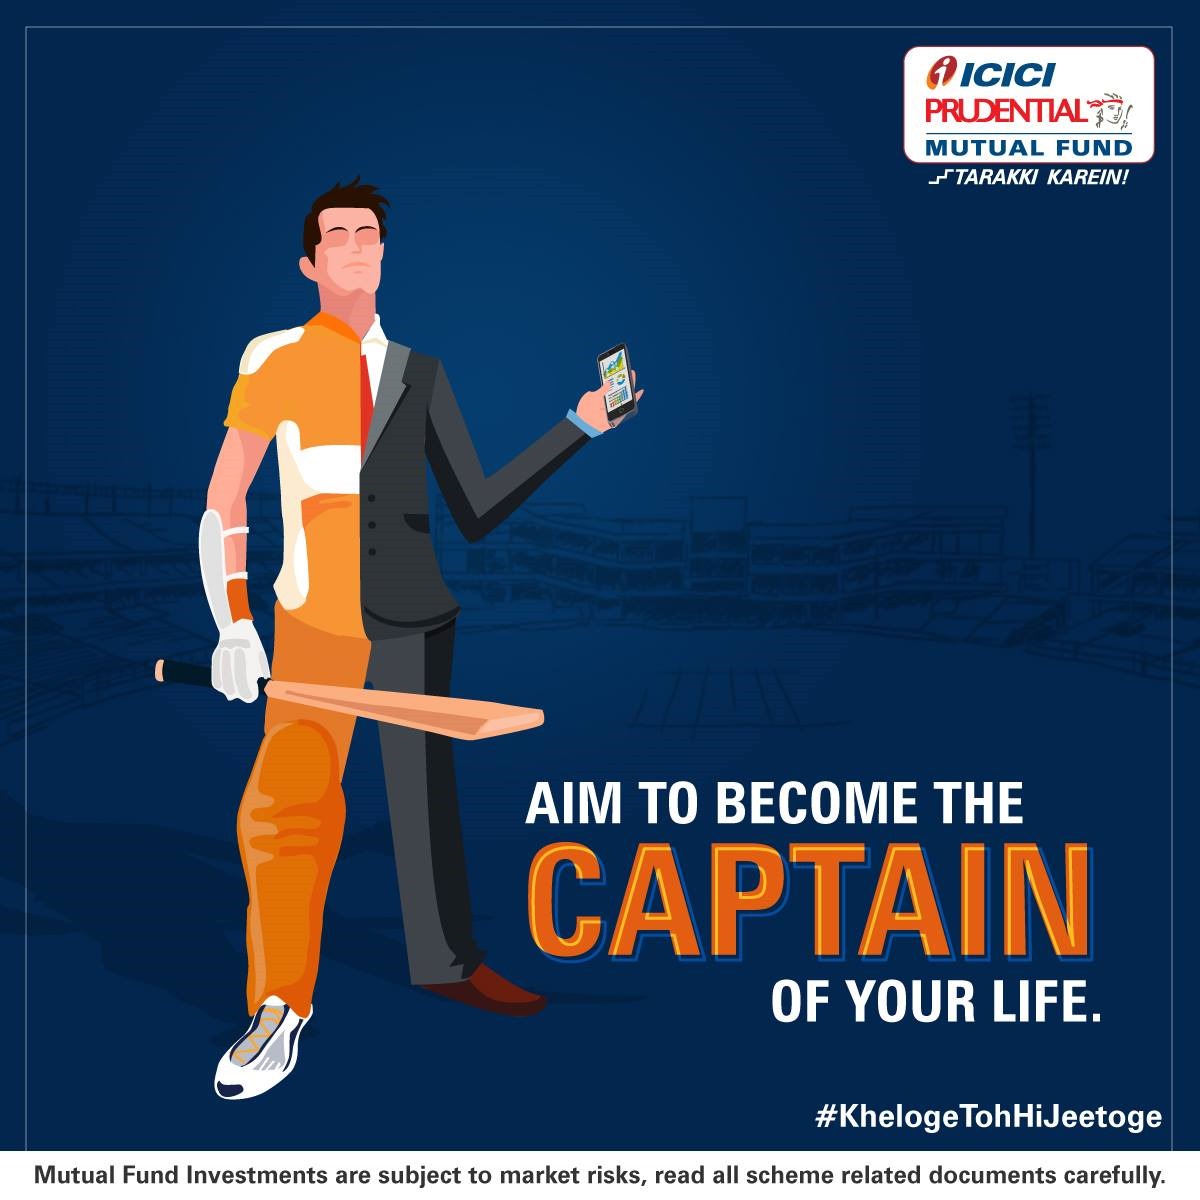 ICICI
PRUDENTIAL
MUTUAL FUND
TARAKKI KAREIN!
AIM TO BECOME THE
CAPTAIN
OF YOUR LIFE.
#KhelogeTohHiJeetoge
Mutual Fund Investments are subject to market risks, read all scheme related documents carefully.